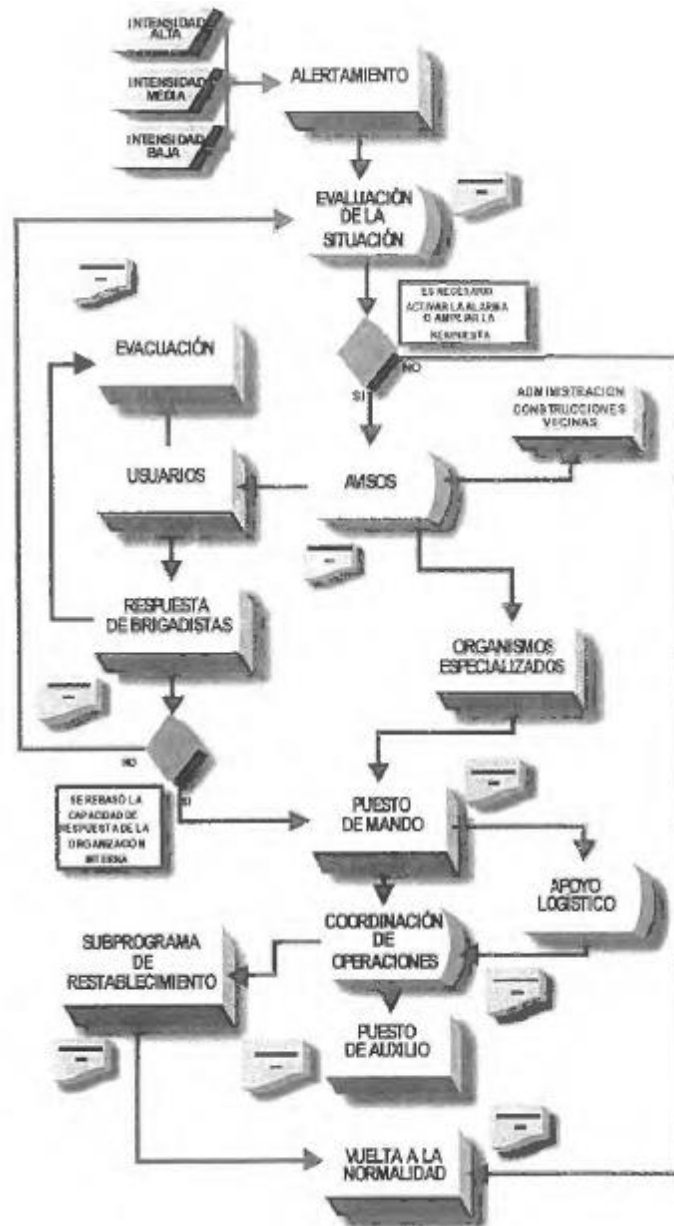 INTENSIDAD
ALTA
INTENSIDAD
MEDIA
INTENSIDAD
BAJA
ALERTAMIENTO
EVALUACIÓN
DE LA
SITUACIÓN
ES NECESARIO
ACTIVAR LA ALARMA
O AMPLIAR LA
RESPUESTA
NO
SI
EVACUACIÓN
ADMINISTRACION
CONSTRUCCIONES
VECINAS
USUARIOS
AVISOS
RESPUESTA
DE BRIGADISTAS
ORGANISMOS
ESPECIALIZADOS
NO
SI
SE REBASÓ LA
CAPACIDAD DE
RESPUESTA DE LA
ORGANIZACIÓN
INTERNA
PUESTO
DE MANDO
APOYO
LOGÍSTICO
COORDINACIÓN
DE
OPERACIONES
SUBPROGRAMA
DE
RESTABLECIMIENTO
PUESTO
DE AUXILIO
VUELTA A LA
NORMALIDAD